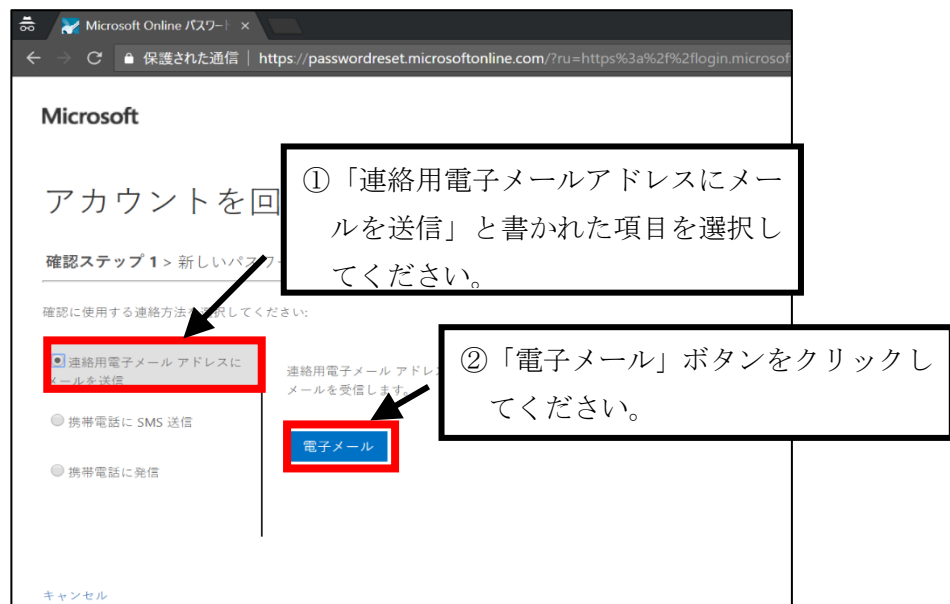 Microsoft Online パスワード
保護された通信 | https://passwordreset.microsoftonline.com/?ru=https%3a%2f%2flogin.microsof
Microsoft
アカウントを回
①「連絡用電子メールアドレスにメー
ルを送信」と書かれた項目を選択し
てください。
確認ステップ 1 > 新しいパスワ
確認に使用する連絡方法を選択してください:
連絡用電子メール アドレスに
メールを送信
携帯電話に SMS 送信
携帯電話に発信
連絡用電子メール アドレ
メールを受信します。
②「電子メール」ボタンをクリックし
てください。
電子メール
キャンセル